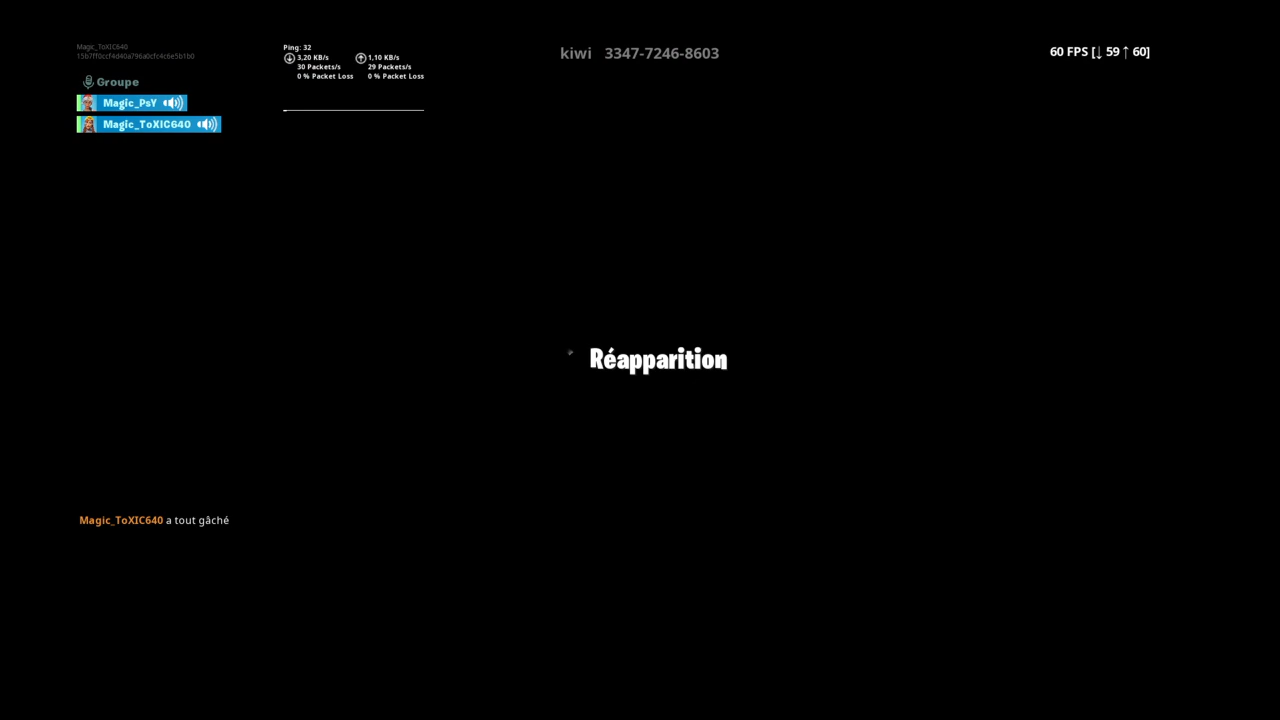 Magic_ToXIC640
Ping: 32
3,20 KB/s
30 Packets/s
0 % Packet Loss
1,10 KB/s
29 Packets/s
0 % Packet Loss
kiwi 3347-7246-8603
60 FPS [↓ 59 ↑ 60]
Groupe
Magic_PsY
Magic_ToXIC640
Réapparition
Magic_ToXIC640 a tout gâché